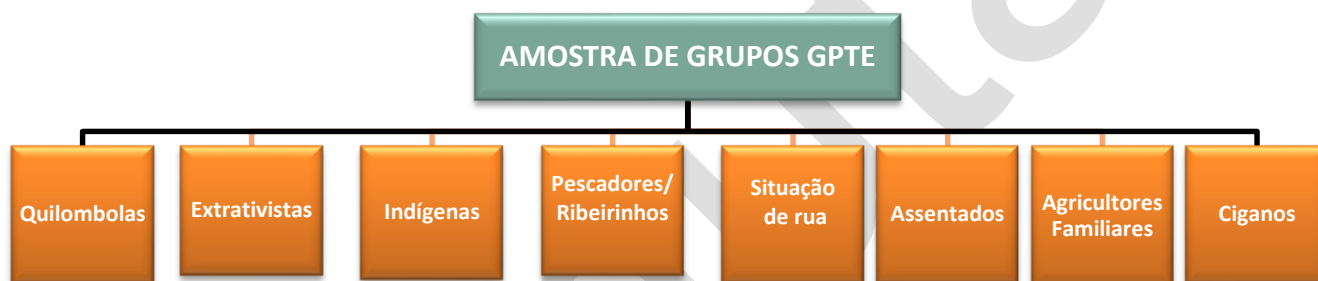 AMOSTRA DE GRUPOS GPTE
Quilombolas
Extrativistas
Indígenas
Pescadores/
Ribeirinhos
Situação
de rua
Assentados
Agricultores
Familiares
Ciganos